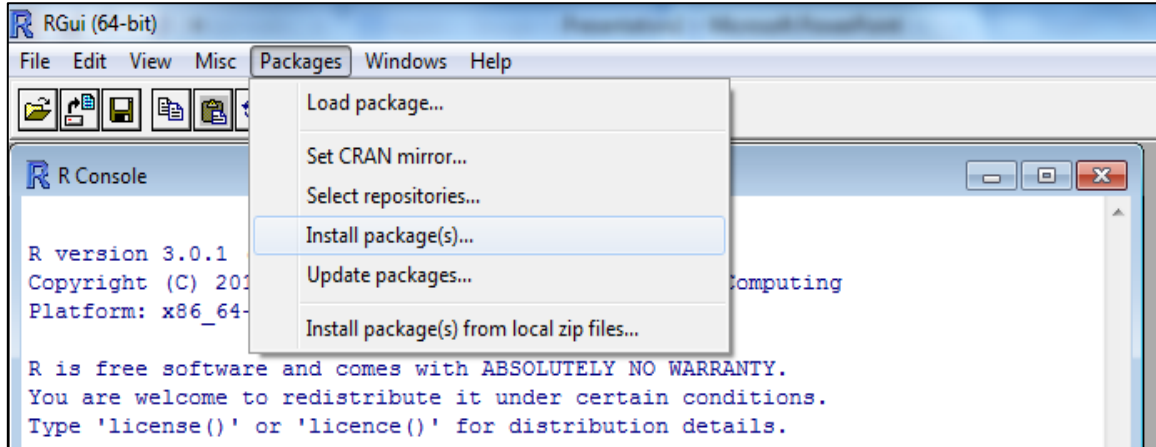 RGui (64-bit)
File Edit View Misc Packages Windows Help
Load package...
Set CRAN mirror...
Select repositories...
Install package(s)...
Update packages...
Install package(s) from local zip files...
R Console
R version 3.0.1
Copyright (C) 201 Computing
Platform: x86_64-
R is free software and comes with ABSOLUTELY NO WARRANTY.
You are welcome to redistribute it under certain conditions.
Type 'license()' or 'licence()' for distribution details.